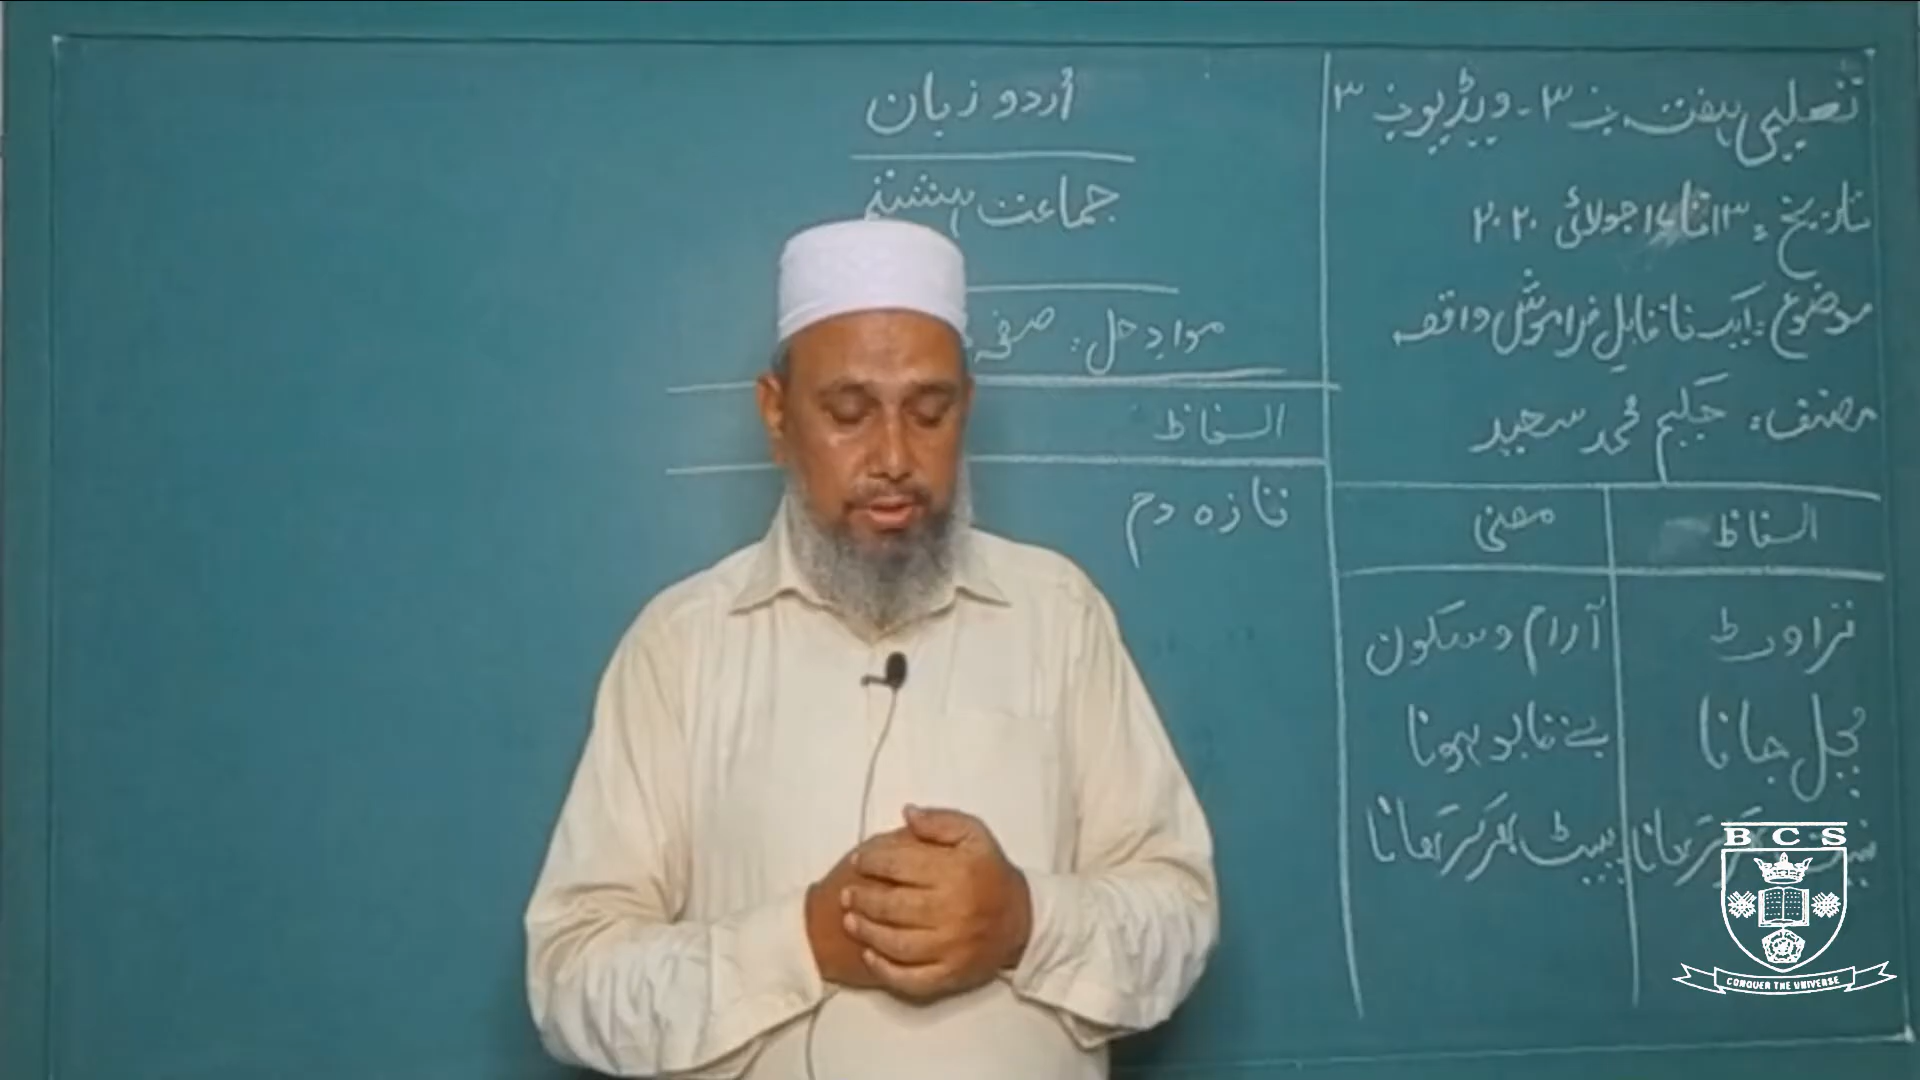 تعلیمی ہفتہ نمبر ۳ - ویڈیو نمبر ۳
تاریخ: ۱۳ تا ۱۶ جولائی ۲۰۲۰
موضوع: ایک ناقابلِ فراموش واقعہ
مصنف: حکیم محمد سعید
الفاظ معنی
تراوٹ آرام و سکون
مچل جانا بے قابو ہونا
پیٹ بھر کر کھانا
اُردو زبان
جماعت ہشتم
موادِ حل: صفحہ
الفاظ
تازہ دم
BCS
CONQUER THE UNIVERSE